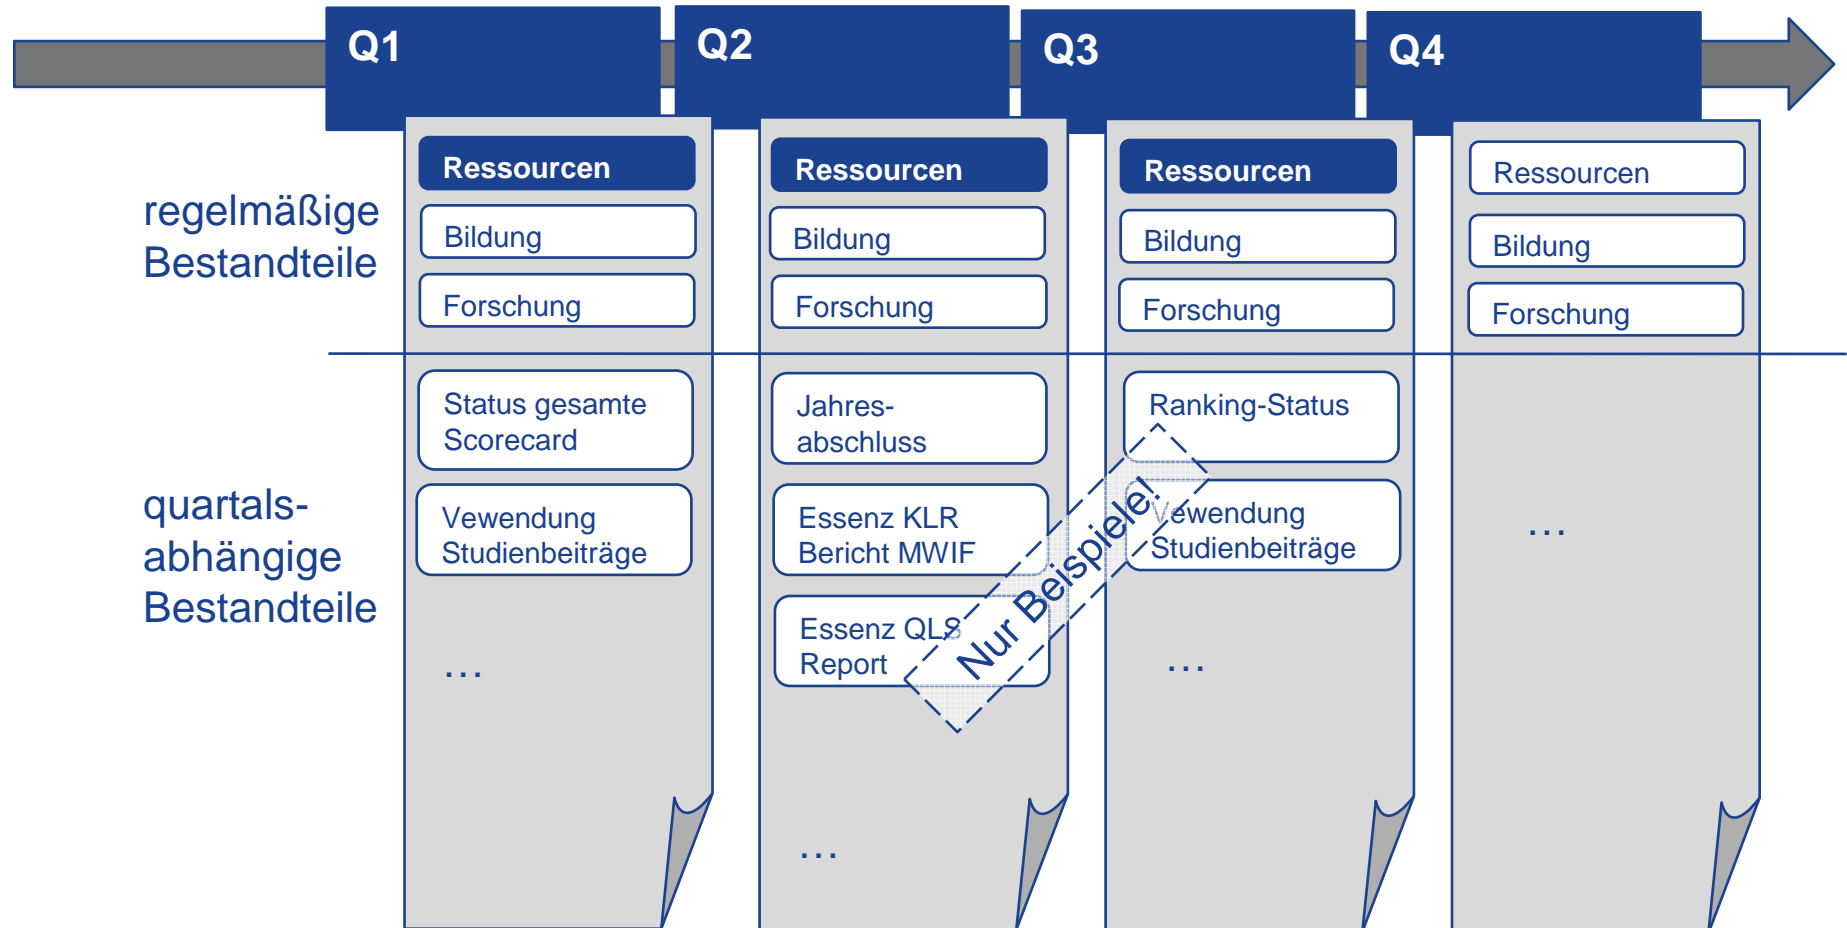 Q1
Q2
Q3
Q4
regelmäßige
Bestandteile
Ressourcen
Bildung
Forschung
Ressourcen
Bildung
Forschung
Ressourcen
Bildung
Forschung
Ressourcen
Bildung
Forschung
quartals-
abhängige
Bestandteile
Status gesamte
Scorecard
Vewendung
Studienbeiträge
…
Jahres-
abschluss
Essenz KLR
Bericht MWIF
Essenz QLS
Report
…
Ranking-Status
Vewendung
Studienbeiträge
…
…
Nur Beispiele!